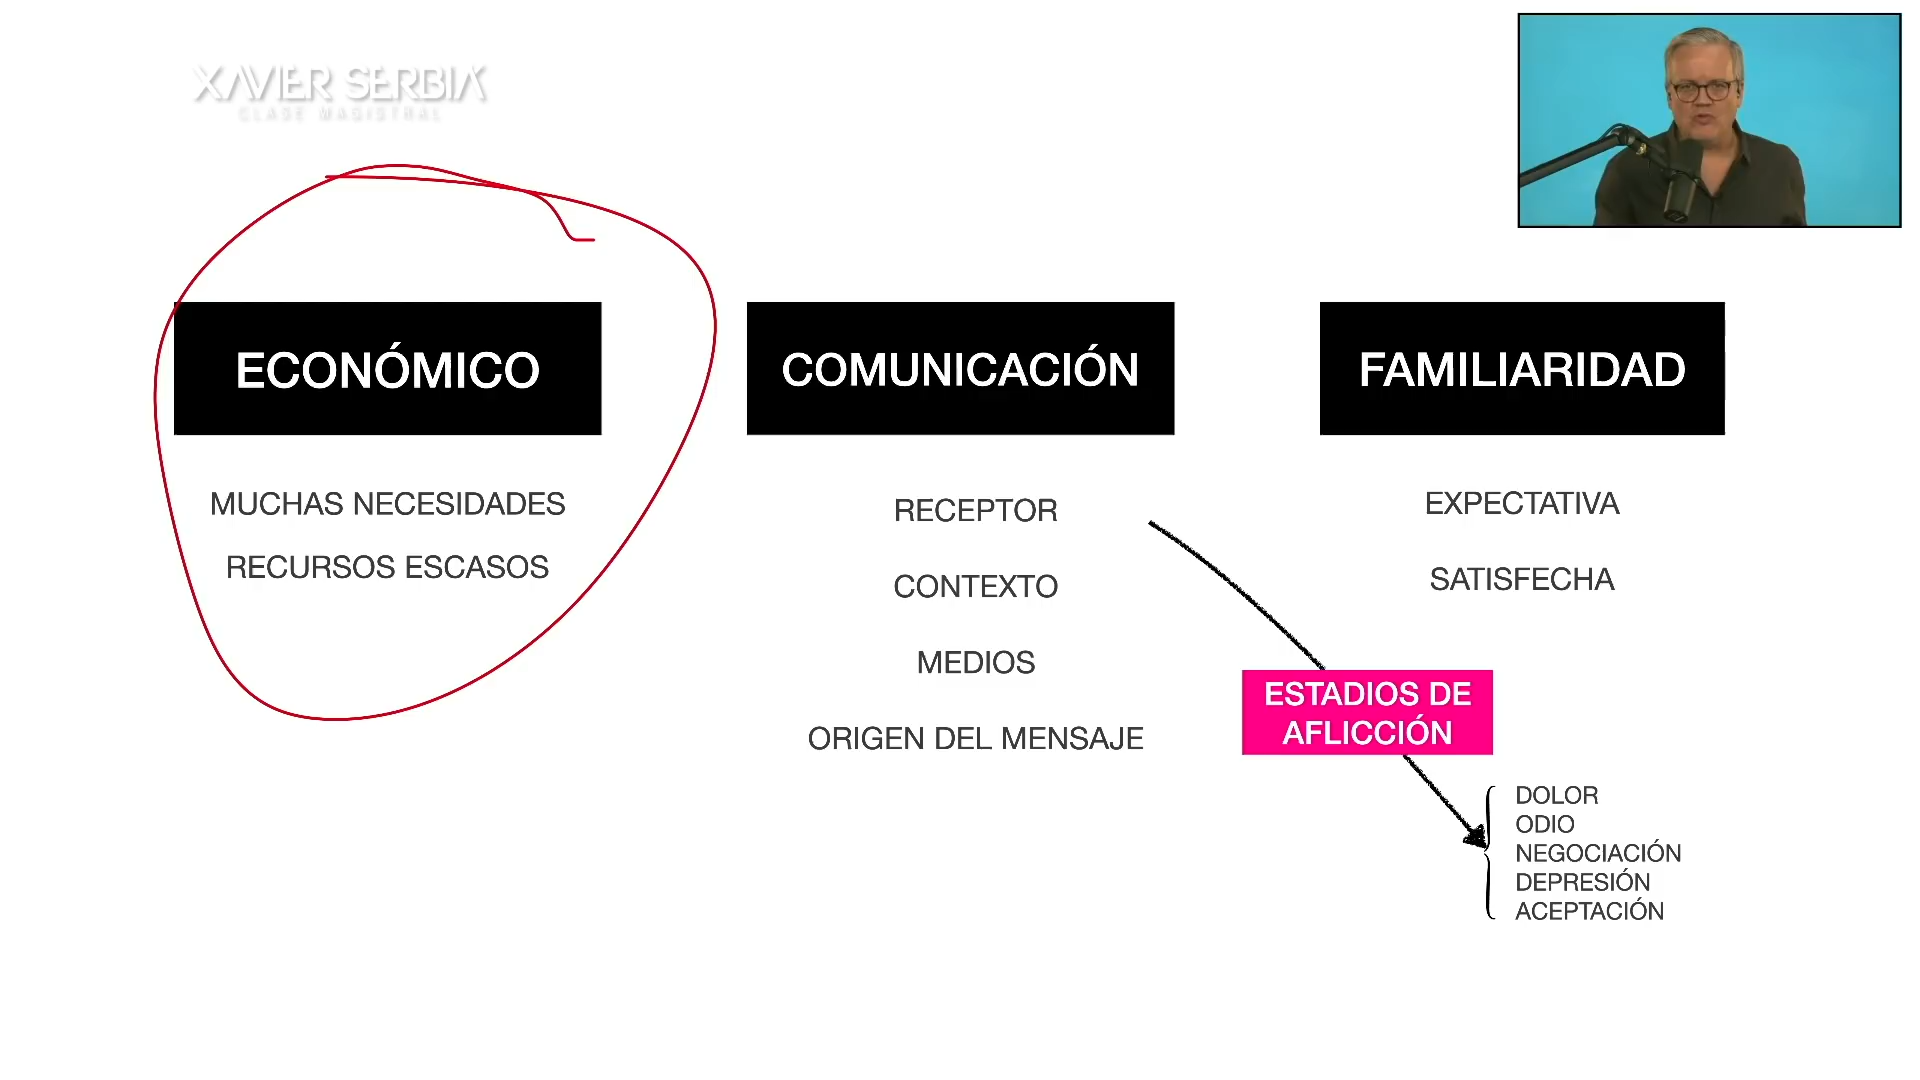 XAVIER SERBIÁ
CLASE MAGISTRAL
ECONÓMICO
MUCHAS NECESIDADES
RECURSOS ESCASOS
COMUNICACIÓN
RECEPTOR
CONTEXTO
MEDIOS
ORIGEN DEL MENSAJE
FAMILIARIDAD
EXPECTATIVA
SATISFECHA
ESTADIOS DE
AFLICCIÓN
DOLOR
ODIO
NEGOCIACIÓN
DEPRESIÓN
ACEPTACIÓN